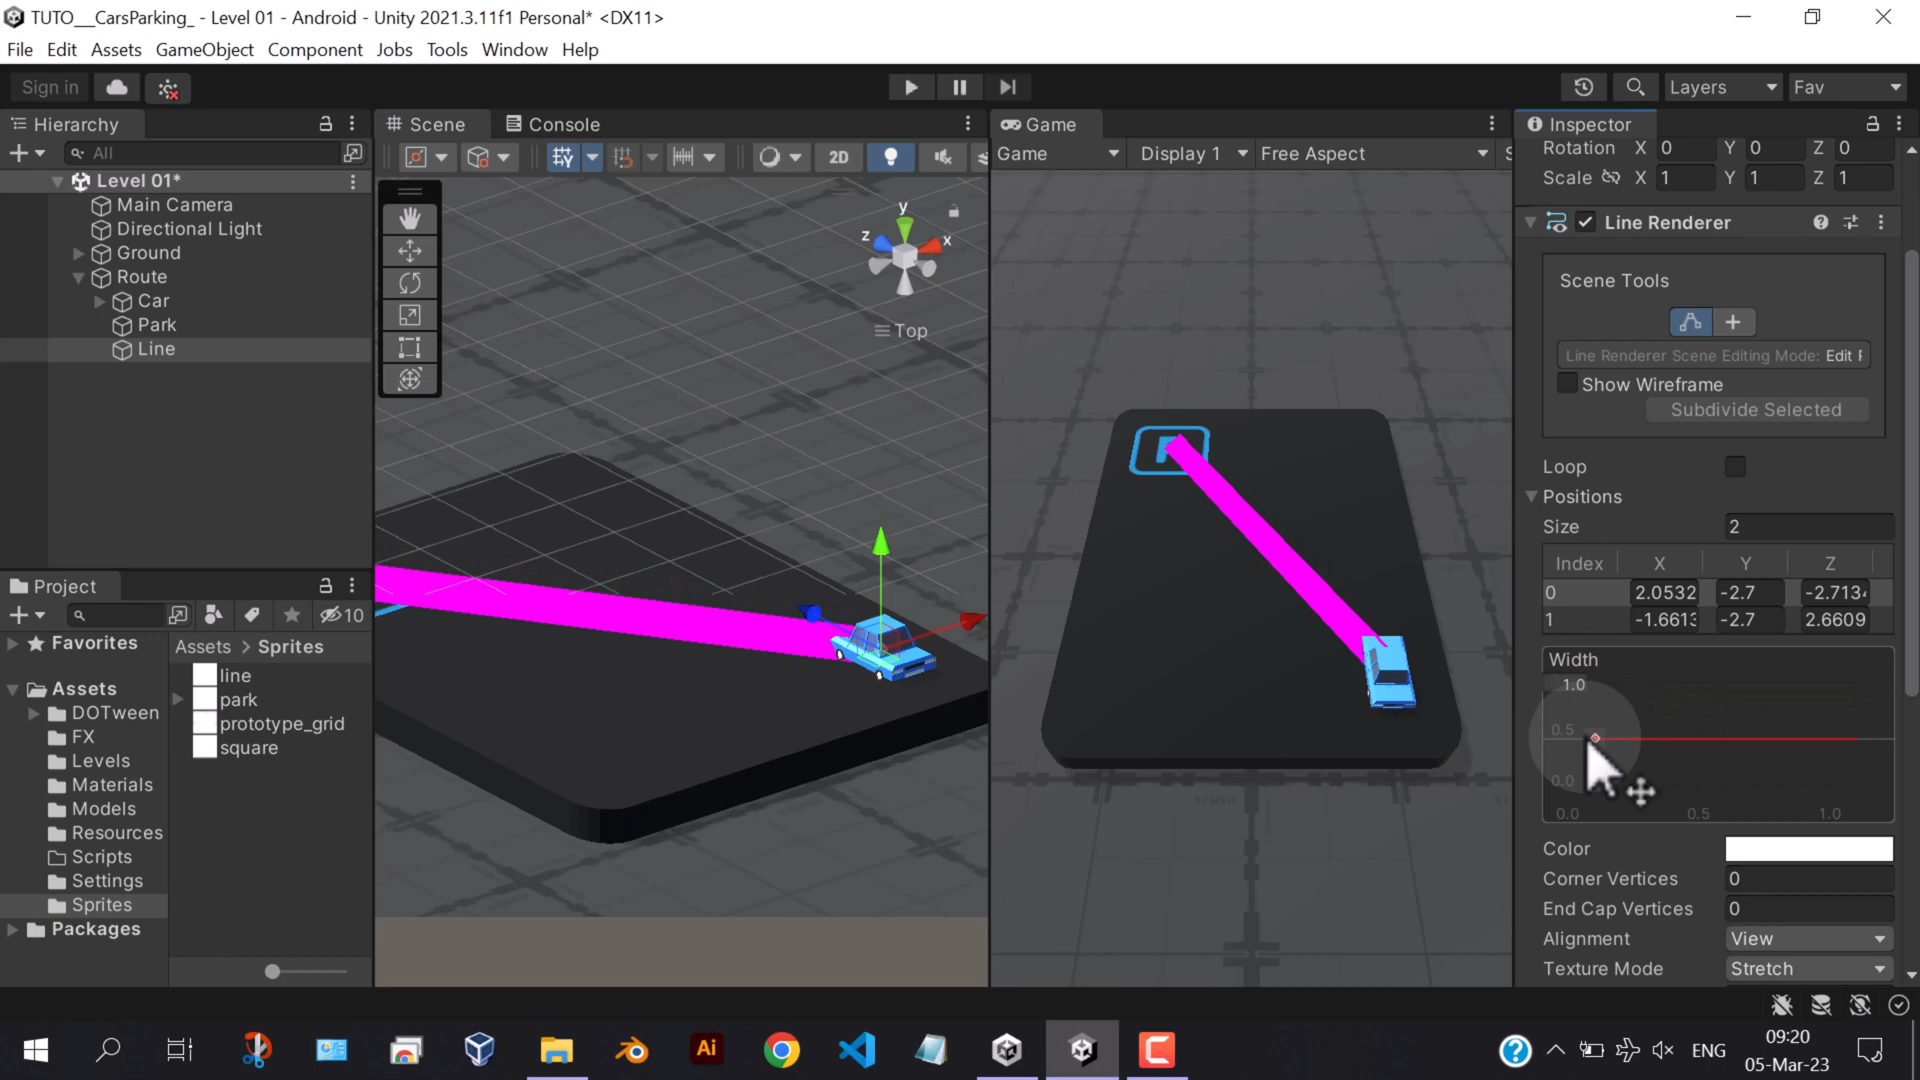 TUTO__CarsParking_ - Level 01 - Android - Unity 2021.3.11f1 Personal* <DX11>
File Edit Assets GameObject Component Jobs Tools Window Help
Sign in
Layers
Fav
Hierarchy
All
Level 01*
Main Camera
Directional Light
Ground
Route
Car
Park
Line
Project
10
Favorites
Assets
DOTween
FX
Levels
Materials
Models
Resources
Scripts
Settings
Sprites
Packages
Assets > Sprites
line
park
prototype_grid
square
Scene
Console
2D
y
z
x
Top
Game
Game
Display 1
Free Aspect
Inspector
Rotation X 0 Y 0 Z 0
Scale X 1 Y 1 Z 1
Line Renderer
Scene Tools
Line Renderer Scene Editing Mode: Edit
Show Wireframe
Subdivide Selected
Loop
Positions
Size 2
Index X Y Z
0 2.0532 -2.7 -2.713
1 -1.6613 -2.7 2.6609
Width
1.0
0.5
0.0
0.0 0.5 1.0
Color
Corner Vertices 0
End Cap Vertices 0
Alignment View
Texture Mode Stretch
Ai
ENG
09:20
05-Mar-23